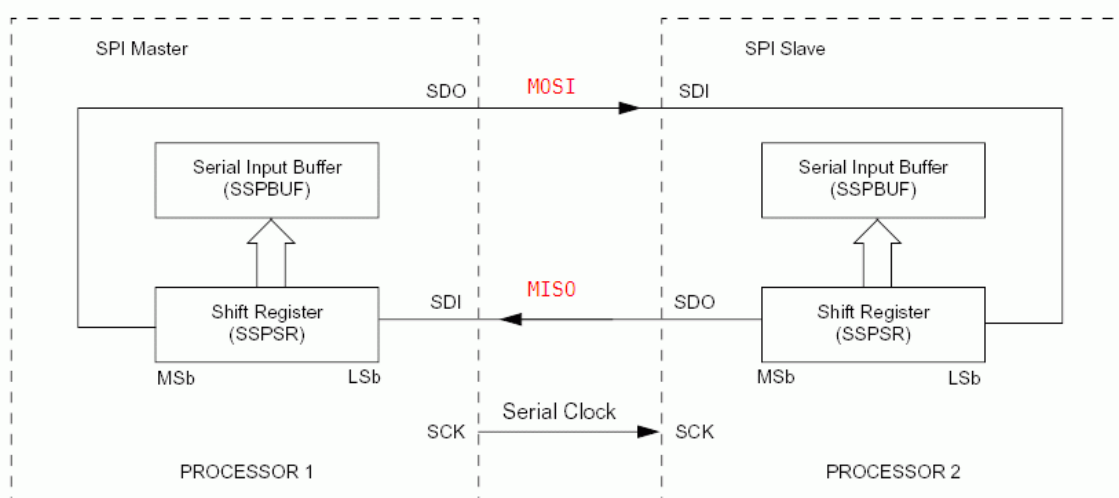 SPI Master
SPI Slave
SDO
MOSI
SDI
Serial Input Buffer
(SSPBUF)
Serial Input Buffer
(SSPBUF)
SDI
MISO
SDO
Shift Register
(SSPSR)
Shift Register
(SSPSR)
MSb
LSb
MSb
LSb
SCK
Serial Clock
SCK
PROCESSOR 1
PROCESSOR 2